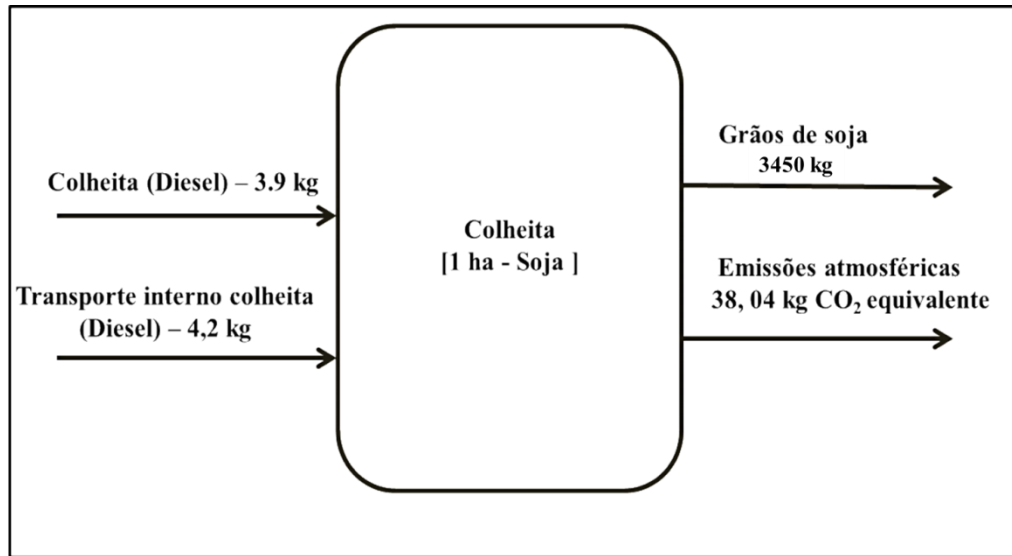 Colheita (Diesel) – 3.9 kg
Transporte interno colheita
(Diesel) – 4,2 kg
Colheita
[1 ha - Soja ]
Grãos de soja
3450 kg
Emissões atmosféricas
38, 04 kg CO₂ equivalente